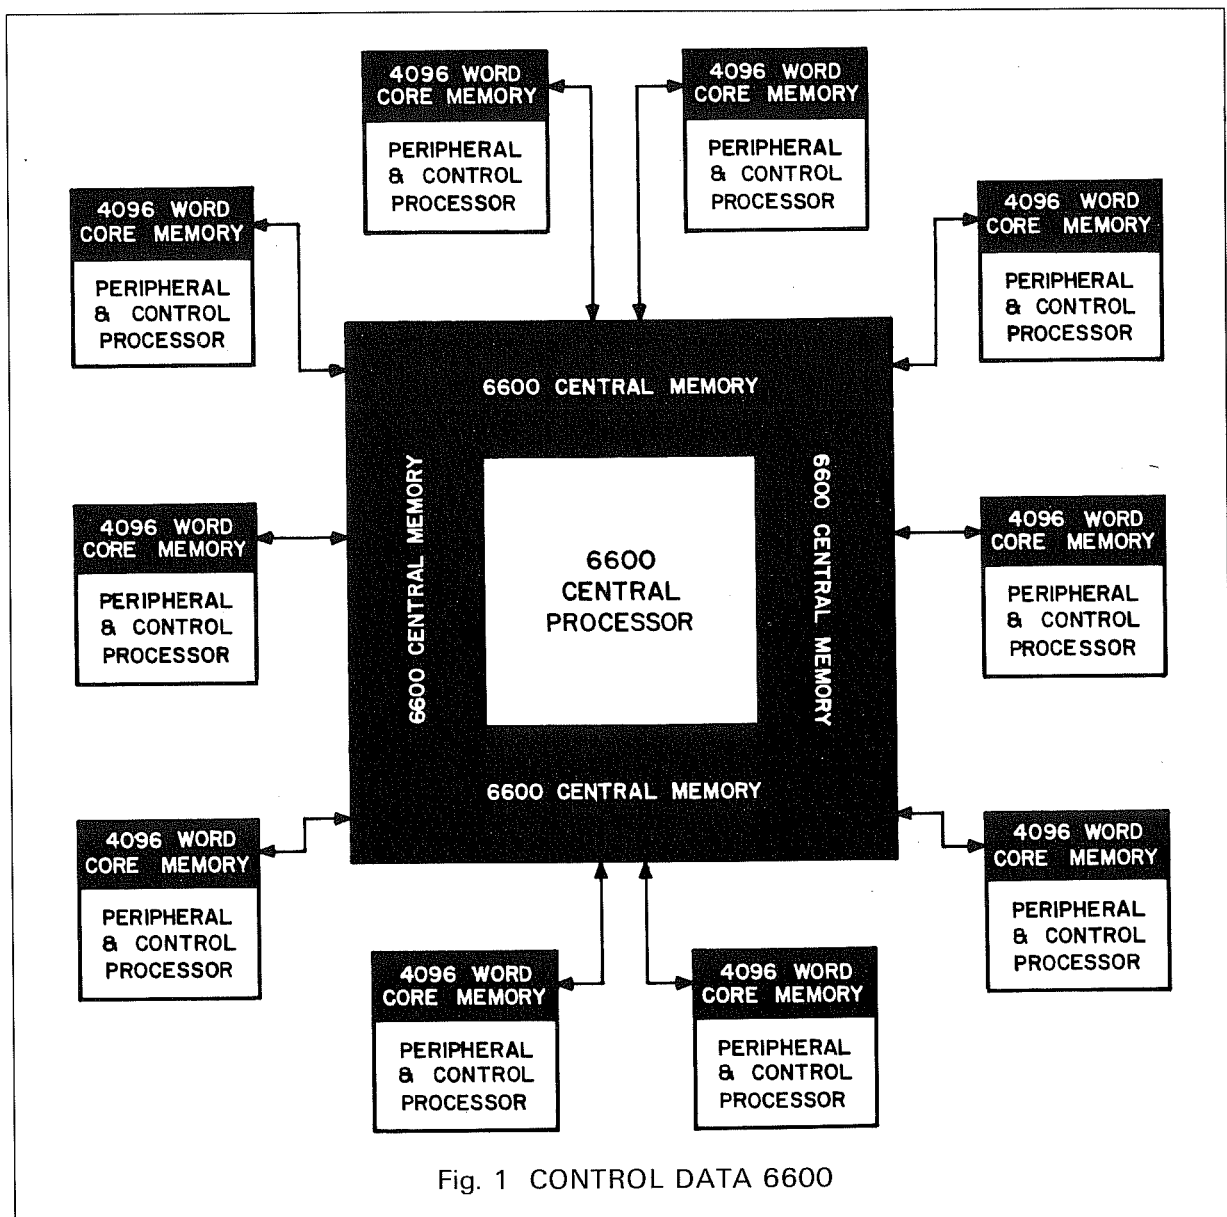 4096 WORD
CORE MEMORY
PERIPHERAL
& CONTROL
PROCESSOR
4096 WORD
CORE MEMORY
PERIPHERAL
& CONTROL
PROCESSOR
4096 WORD
CORE MEMORY
PERIPHERAL
& CONTROL
PROCESSOR
4096 WORD
CORE MEMORY
PERIPHERAL
& CONTROL
PROCESSOR
6600 CENTRAL MEMORY
6600 CENTRAL MEMORY
6600 CENTRAL MEMORY
6600
CENTRAL
PROCESSOR
4096 WORD
CORE MEMORY
PERIPHERAL
& CONTROL
PROCESSOR
4096 WORD
CORE MEMORY
PERIPHERAL
& CONTROL
PROCESSOR
6600 CENTRAL MEMORY
4096 WORD
CORE MEMORY
PERIPHERAL
& CONTROL
PROCESSOR
4096 WORD
CORE MEMORY
PERIPHERAL
& CONTROL
PROCESSOR
4096 WORD
CORE MEMORY
PERIPHERAL
& CONTROL
PROCESSOR
4096 WORD
CORE MEMORY
PERIPHERAL
& CONTROL
PROCESSOR
Fig. 1 CONTROL DATA 6600